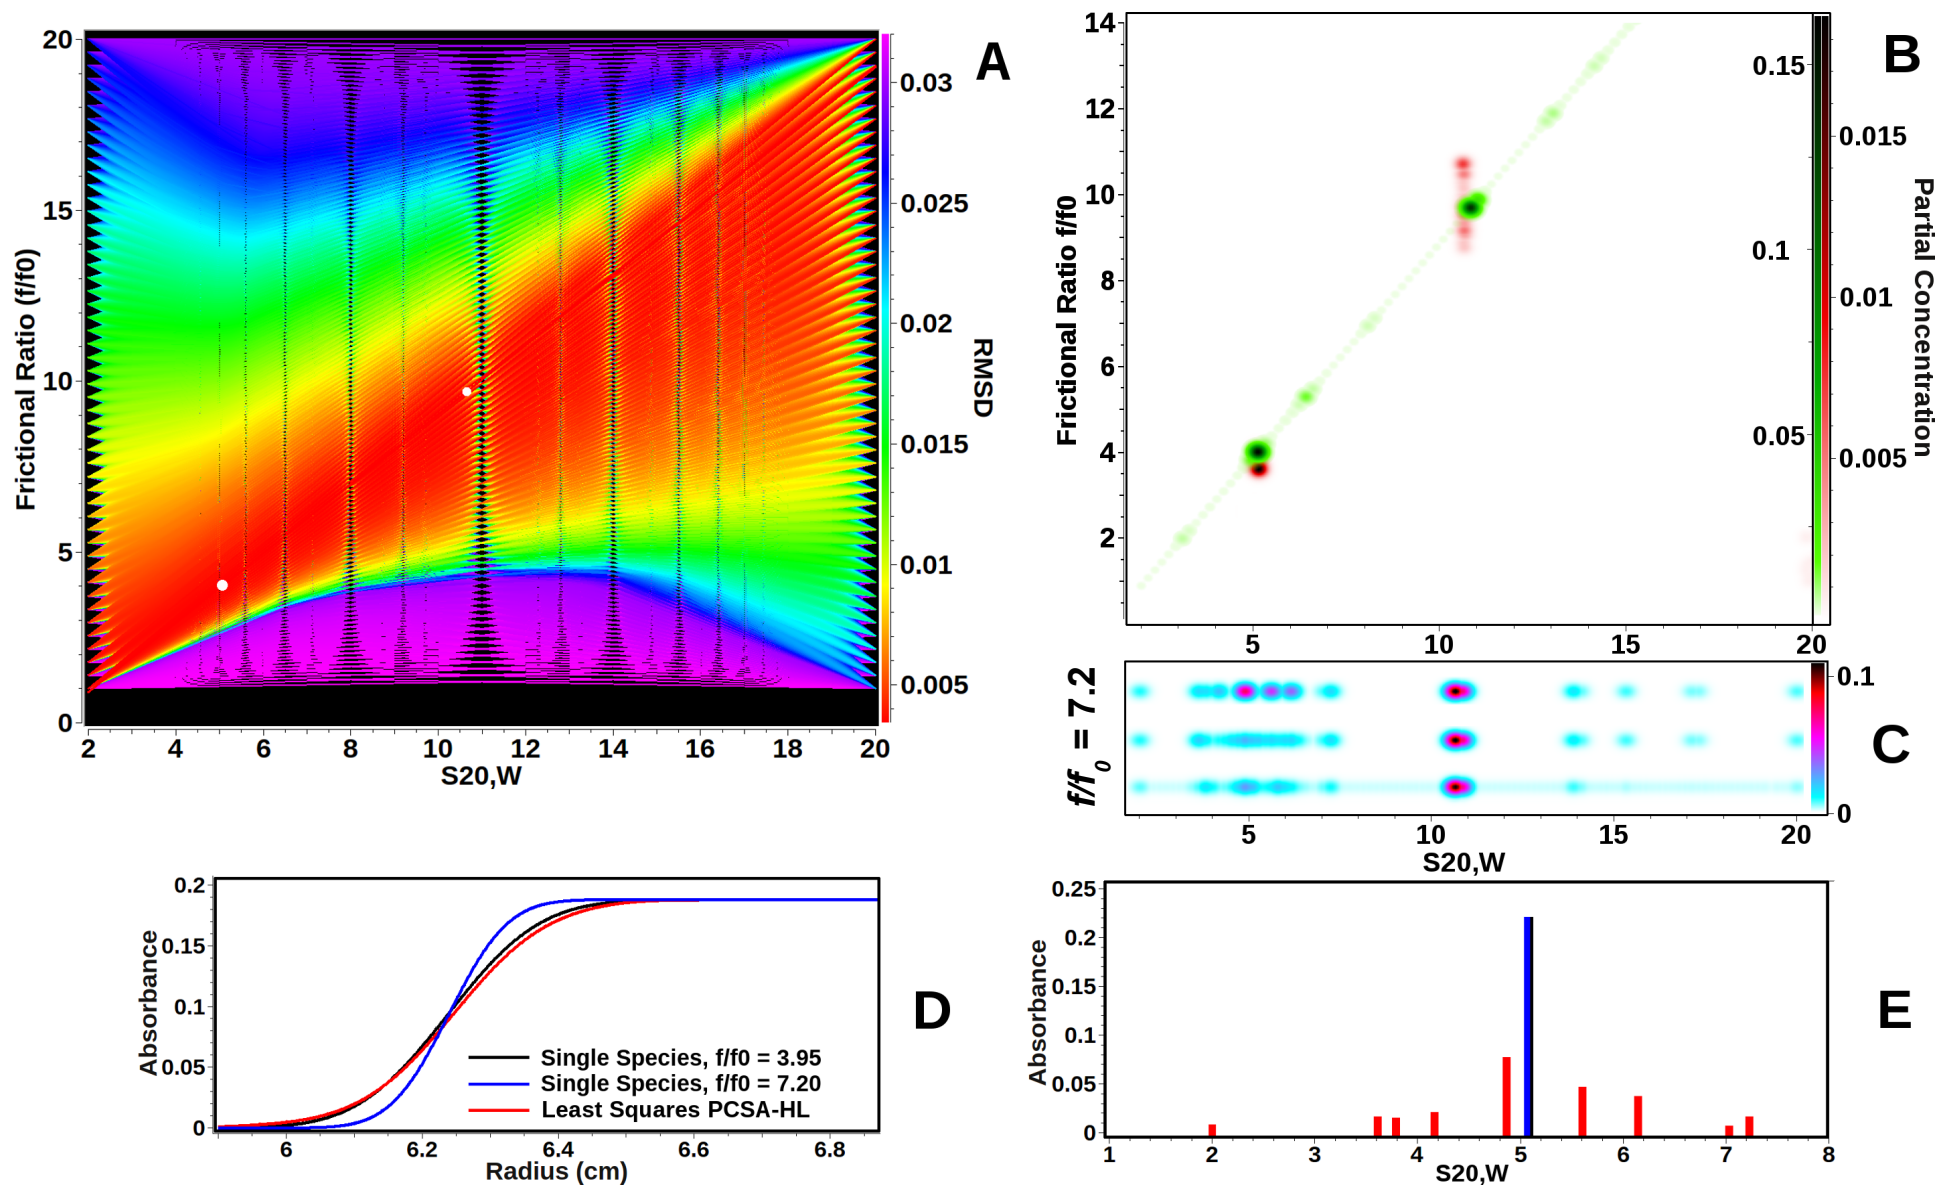 A
20
15
10
5
0
Frictional Ratio (f/f0)
2 4 6 8 10 12 14 16 18 20
S20,W
0.03
0.025
0.02
0.015
0.01
0.005
RMSD
B
14
12
10
8
6
4
2
Frictional Ratio f/f0
5 10 15 20
0.15
0.1
0.05
0.015
0.01
0.005
Partial Concentration
C
f/f0 = 7.2
0.1
0
5 10 15 20
S20,W
D
0.2
0.15
0.1
0.05
0
Absorbance
Single Species, f/f0 = 3.95
Single Species, f/f0 = 7.20
Least Squares PCSA-HL
6 6.2 6.4 6.6 6.8
Radius (cm)
E
0.25
0.2
0.15
0.1
0.05
0
Absorbance
1 2 3 4 5 6 7 8
S20,W